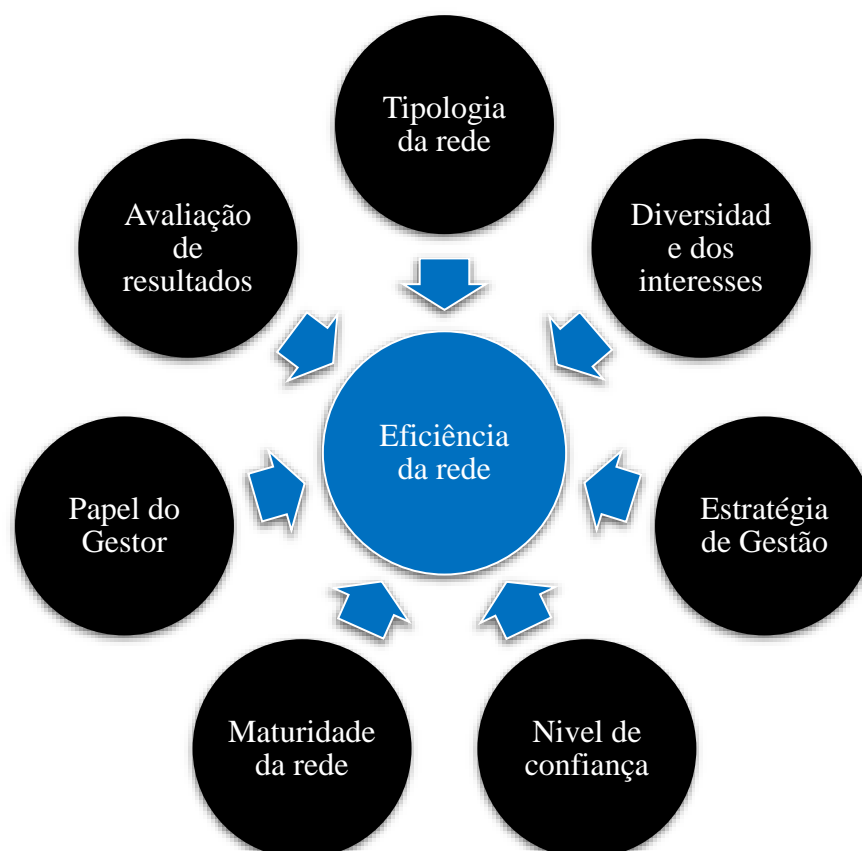 Tipologia
da rede
Diversidad
e dos
interesses
Estratégia
de Gestão
Nivel de
confiança
Maturidade
da rede
Papel do
Gestor
Avaliação
de
resultados
Eficiência
da rede